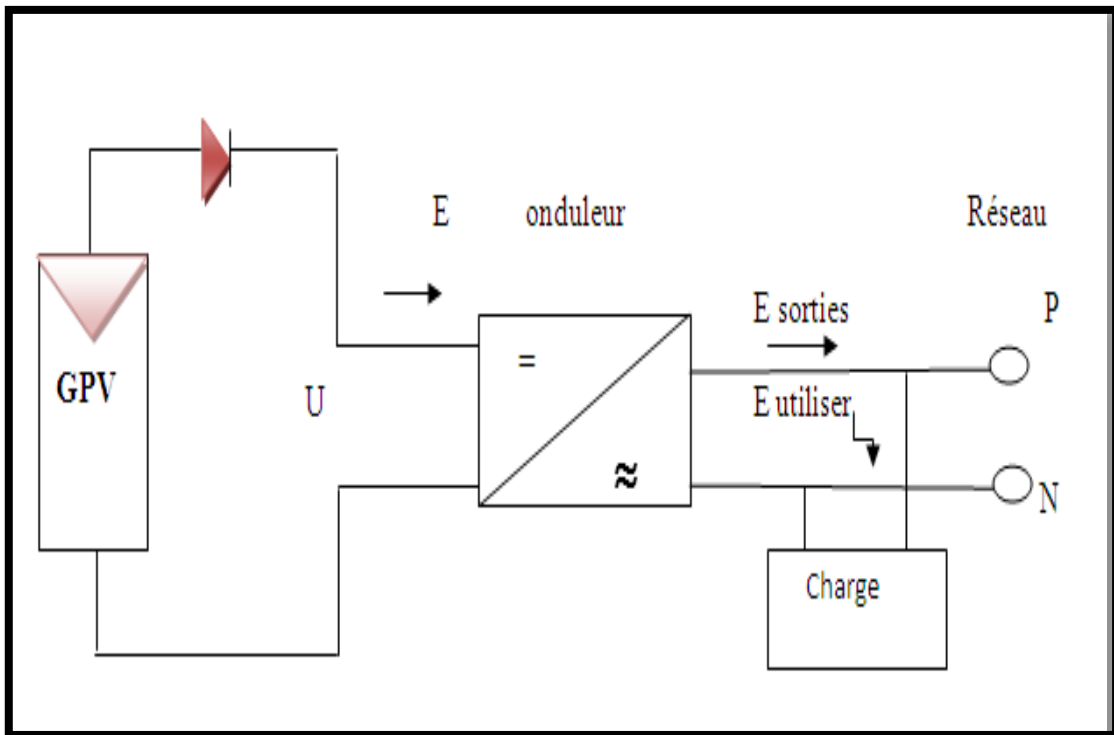 E onduleur Réseau
E sorties P
GPV U E utiliser
=
≈
N
Charge